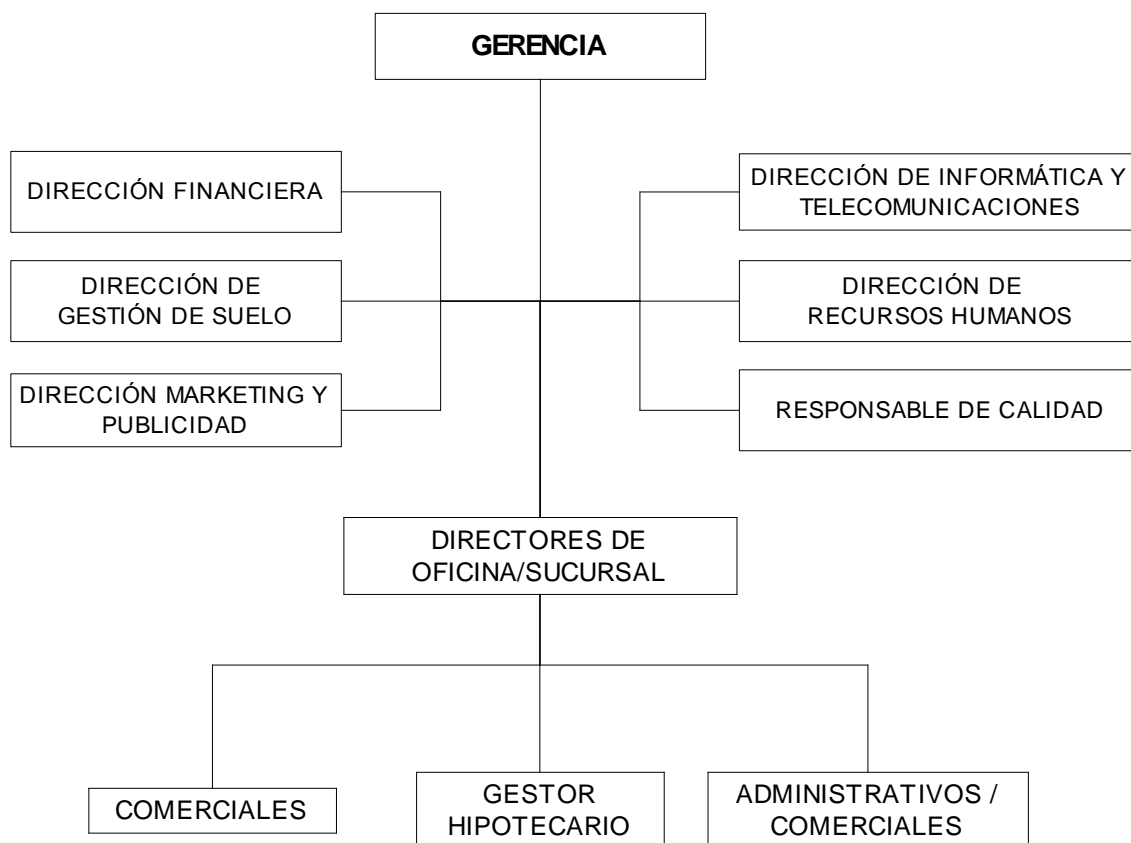 GERENCIA
DIRECCIÓN FINANCIERA
DIRECCIÓN DE INFORMÁTICA Y
TELECOMUNICACIONES
DIRECCIÓN DE
GESTIÓN DE SUELO
DIRECCIÓN DE
RECURSOS HUMANOS
DIRECCIÓN MARKETING Y
PUBLICIDAD
RESPONSABLE DE CALIDAD
DIRECTORES DE
OFICINA/SUCURSAL
COMERCIALES
GESTOR
HIPOTECARIO
ADMINISTRATIVOS /
COMERCIALES